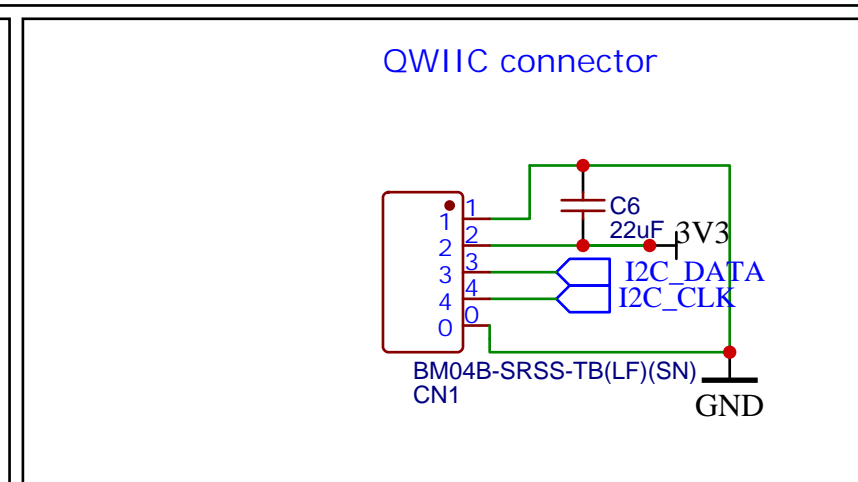 QWIIC connector
1 1
2 2
3 3
4 4
0 0
C6
22uF
3V3
I2C_DATA
I2C_CLK
BM04B-SRSS-TB(LF)(SN)
CN1
GND